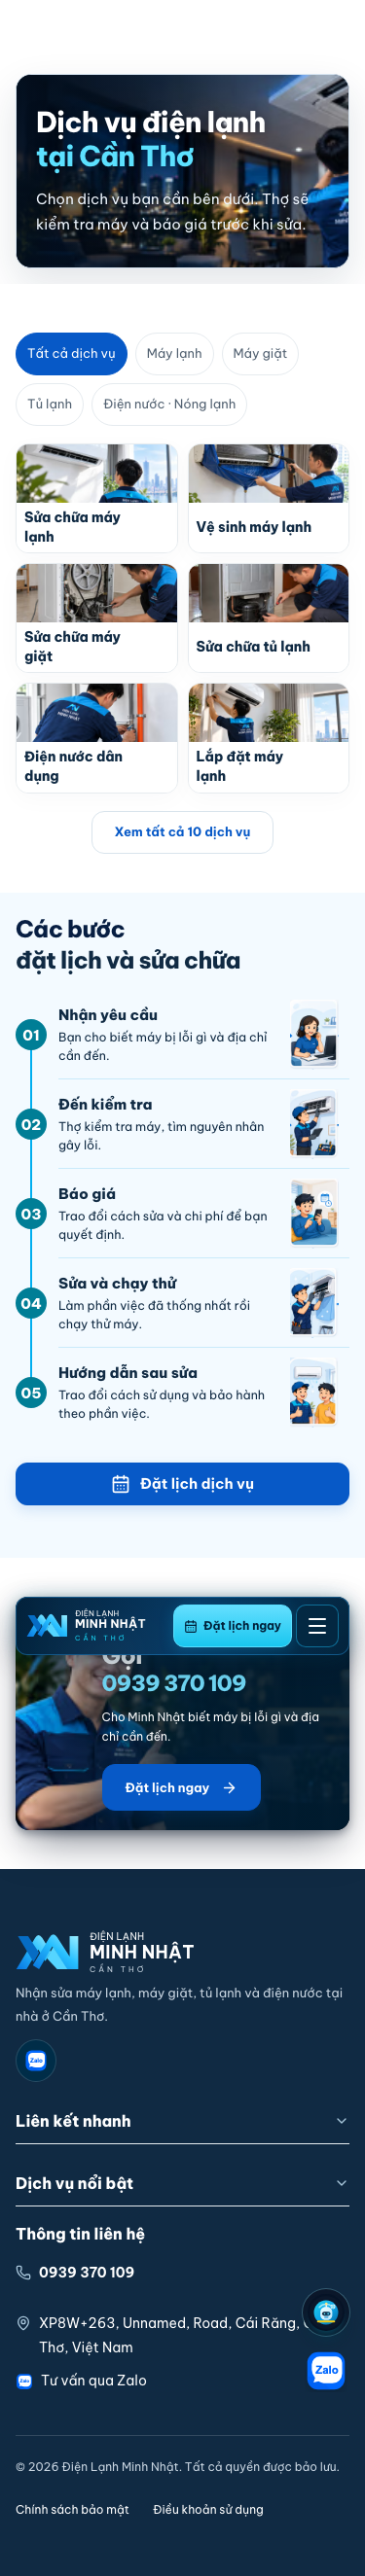 Dịch vụ điện lạnh
tại Cần Thơ
Chọn dịch vụ bạn cần bên dưới. Thợ sẽ
kiểm tra máy và báo giá trước khi sửa.
Tất cả dịch vụ
Máy lạnh
Máy giặt
Tủ lạnh
Điện nước · Nóng lạnh
Sửa chữa máy
lạnh
Vệ sinh máy lạnh
Sửa chữa máy
giặt
Sửa chữa tủ lạnh
Điện nước dân
dụng
Lắp đặt máy
lạnh
Xem tất cả 10 dịch vụ
Các bước
đặt lịch và sửa chữa
01
Nhận yêu cầu
Bạn cho biết máy bị lỗi gì và địa chỉ
cần đến.
02
Đến kiểm tra
Thợ kiểm tra máy, tìm nguyên nhân
gây lỗi.
03
Báo giá
Trao đổi cách sửa và chi phí để bạn
quyết định.
04
Sửa và chạy thử
Làm phần việc đã thống nhất rồi
chạy thử máy.
05
Hướng dẫn sau sửa
Trao đổi cách sử dụng và bảo hành
theo phần việc.
Đặt lịch dịch vụ
ĐIỆN LẠNH
MINH NHẬT
CẦN THƠ
Đặt lịch ngay
Gọi
0939 370 109
Cho Minh Nhật biết máy bị lỗi gì và địa
chỉ cần đến.
Đặt lịch ngay
ĐIỆN LẠNH
MINH NHẬT
CẦN THƠ
Nhận sửa máy lạnh, máy giặt, tủ lạnh và điện nước tại
nhà ở Cần Thơ.
Zalo
Liên kết nhanh
Dịch vụ nổi bật
Thông tin liên hệ
0939 370 109
XP8W+263, Unnamed, Road, Cái Răng,
Thơ, Việt Nam
Zalo
Tư vấn qua Zalo
© 2026 Điện Lạnh Minh Nhật. Tất cả quyền được bảo lưu.
Chính sách bảo mật
Điều khoản sử dụng